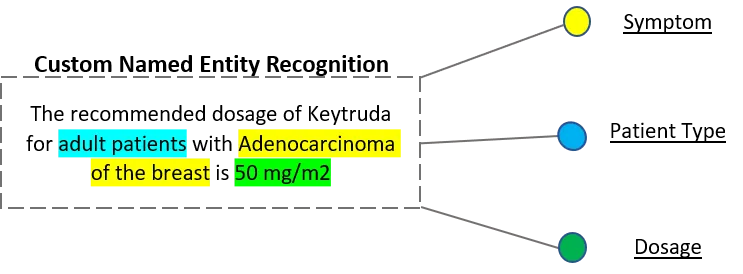 Symptom
Custom Named Entity Recognition
The recommended dosage of Keytruda
for adult patients with Adenocarcinoma
of the breast is 50 mg/m2
Patient Type
Dosage